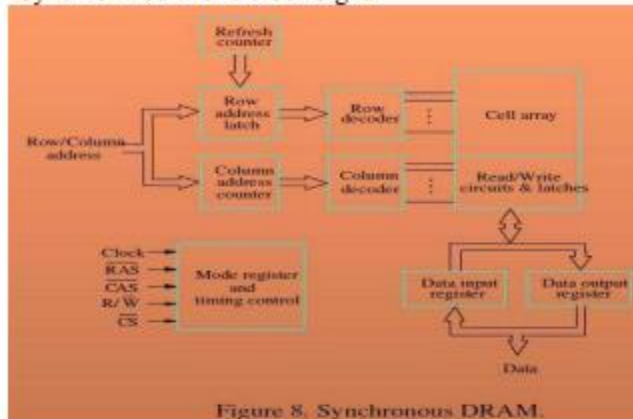 Refresh
counter
Row
address
latch
Row
decoder
Cell array
Row/Column
address
Column
address
counter
Column
decoder
Read/Write
circuits & latches
Clock
RAS
CAS
R/ W
CS
Mode register
and
timing control
Data input
register
Data output
register
Data
Figure 8. Synchronous DRAM.